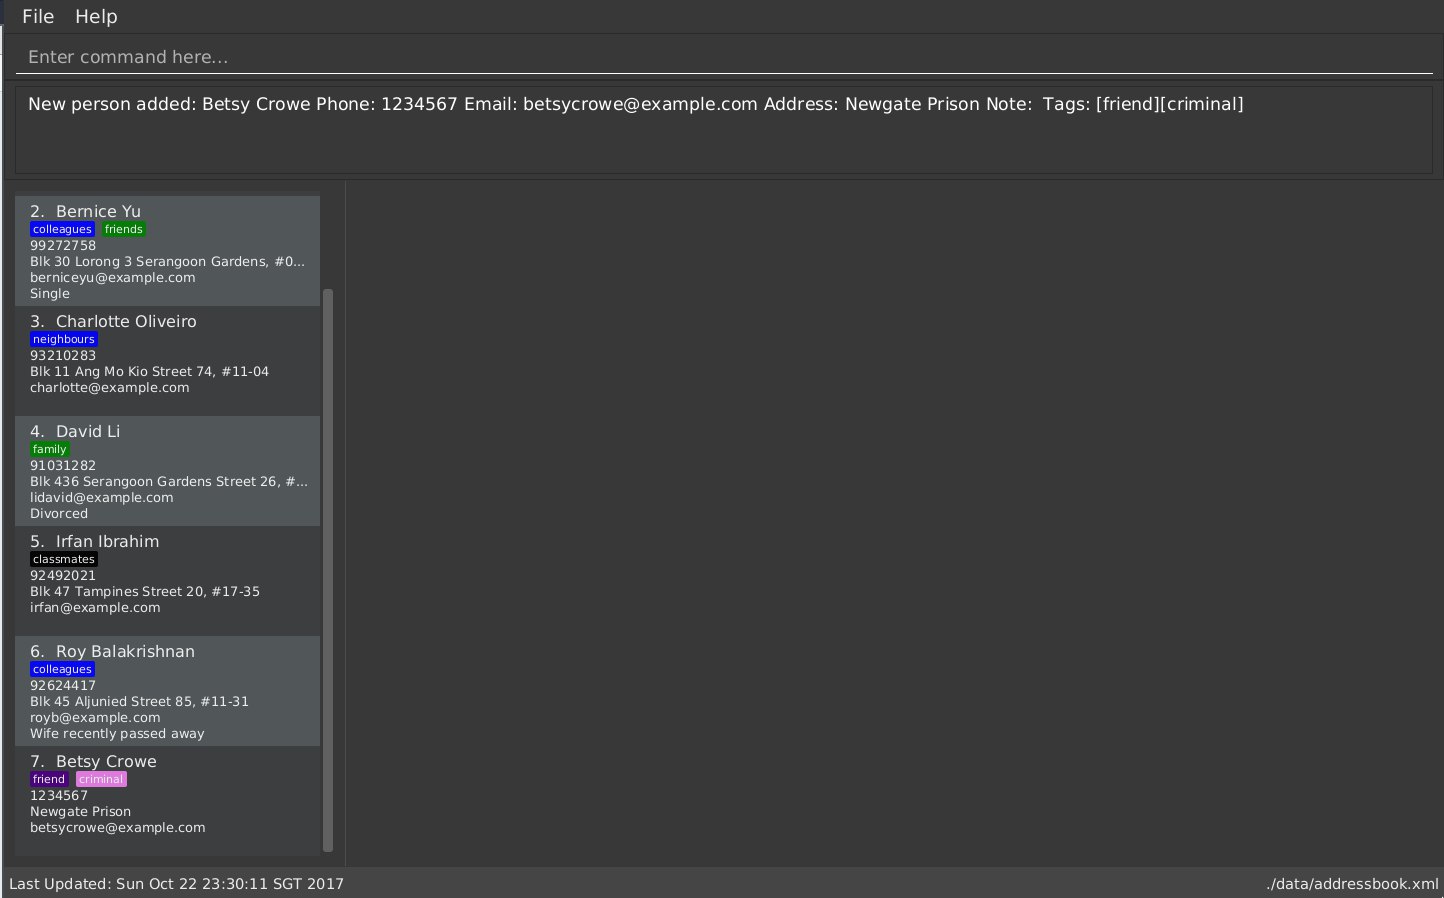 File Help
Enter command here...
New person added: Betsy Crowe Phone: 1234567 Email: betsycrowe@example.com Address: Newgate Prison Note:  Tags: [friend][criminal]
2. Bernice Yu
colleagues friends
99272758
Blk 30 Lorong 3 Serangoon Gardens, #0...
berniceyu@example.com
Single
3. Charlotte Oliveiro
neighbours
93210283
Blk 11 Ang Mo Kio Street 74, #11-04
charlotte@example.com
4. David Li
family
91031282
Blk 436 Serangoon Gardens Street 26, #...
lidavid@example.com
Divorced
5. Irfan Ibrahim
classmates
92492021
Blk 47 Tampines Street 20, #17-35
irfan@example.com
6. Roy Balakrishnan
colleagues
92624417
Blk 45 Aljunied Street 85, #11-31
royb@example.com
Wife recently passed away
7. Betsy Crowe
friend criminal
1234567
Newgate Prison
betsycrowe@example.com
Last Updated: Sun Oct 22 23:30:11 SGT 2017 ./data/addressbook.xml